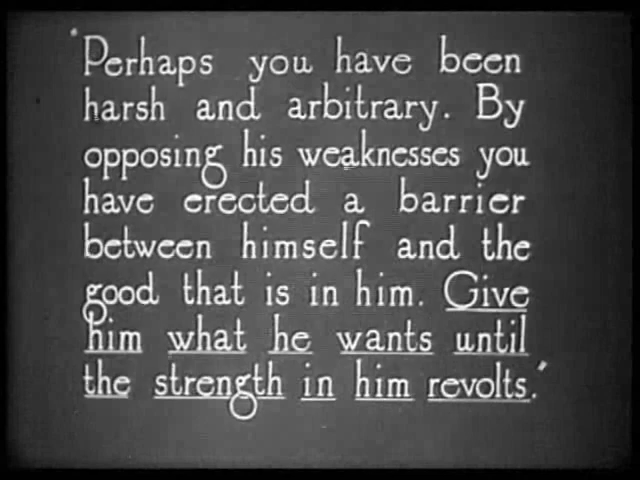 "Perhaps you have been
harsh and arbitrary. By
opposing his weaknesses you
have erected a barrier
between himself and the
good that is in him. Give
him what he wants until
the strength in him revolts."